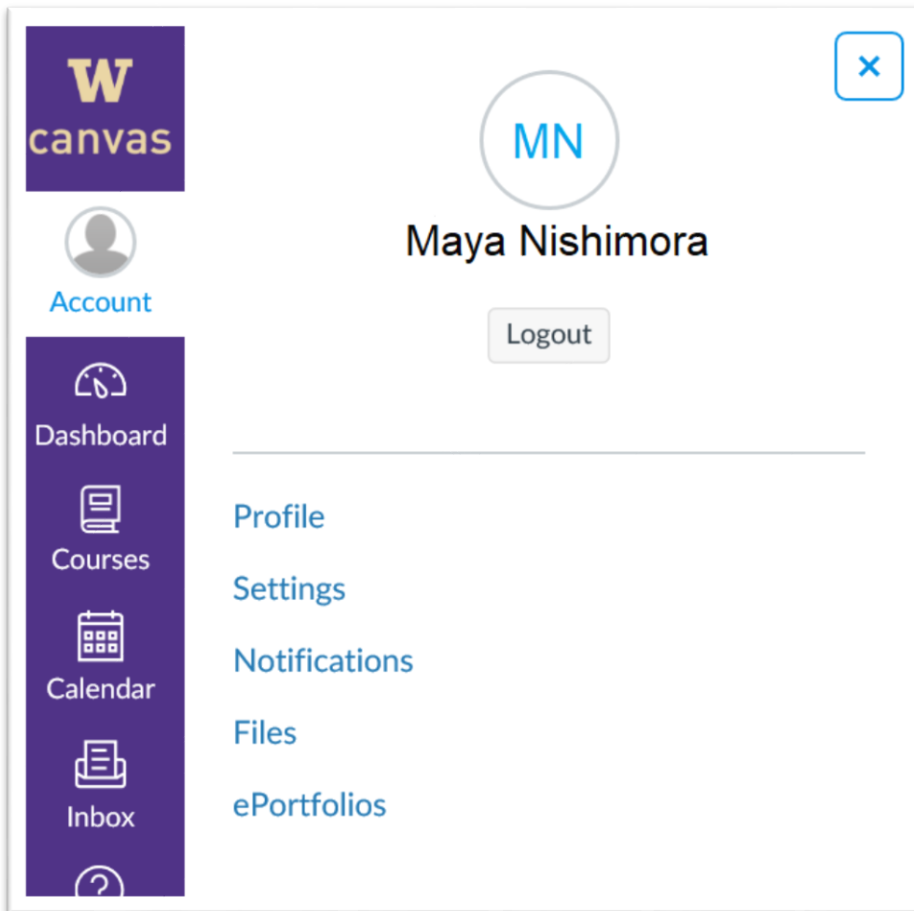 W
canvas
Account
Dashboard
Courses
Calendar
Inbox
?
×
MN
Maya Nishimora
Logout
Profile
Settings
Notifications
Files
ePortfolios